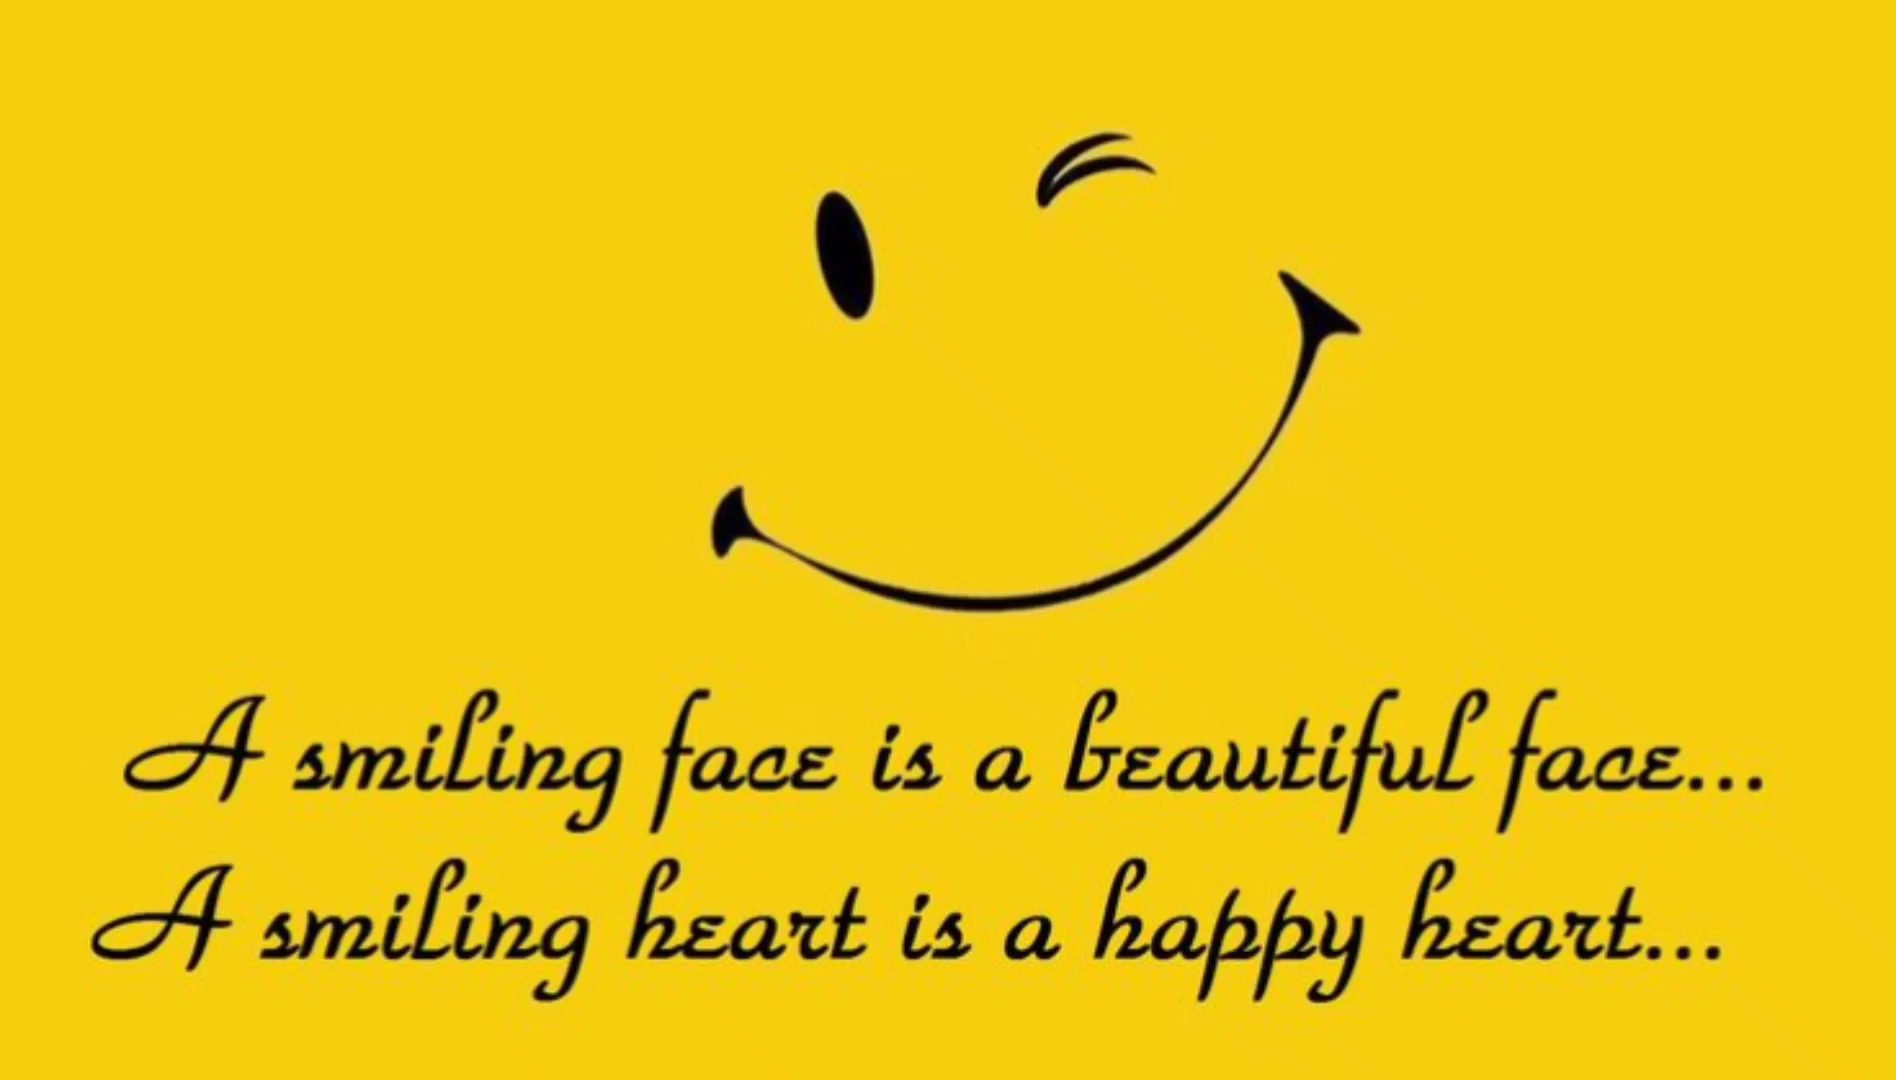 A smiling face is a beautiful face...
A smiling heart is a happy heart...